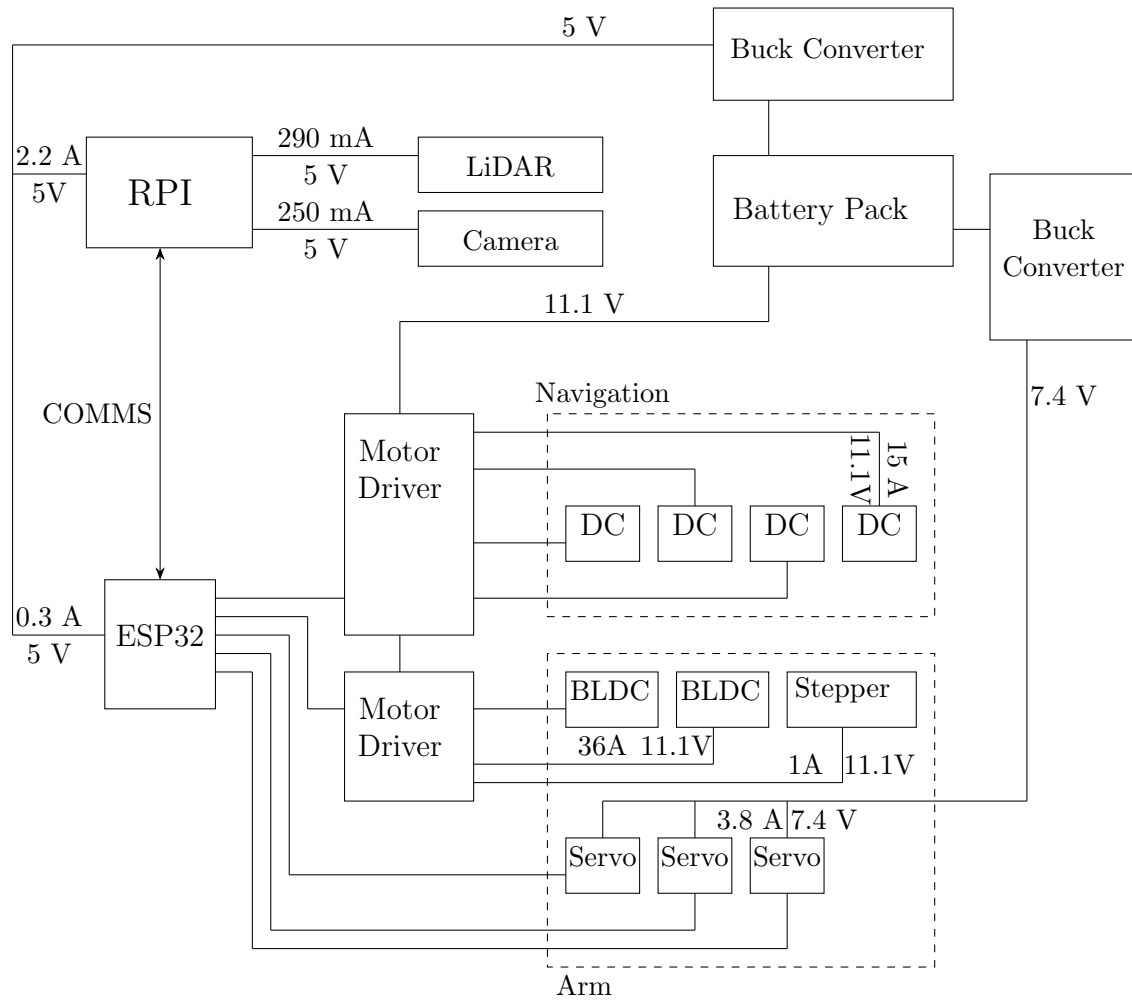 5 V
Buck Converter
2.2 A
5V
RPI
290 mA
5 V
LiDAR
250 mA
5 V
Camera
Battery Pack
Buck
Converter
11.1 V
7.4 V
COMMS
Navigation
Motor
Driver
11.1V
15 A
DC
DC
DC
DC
0.3 A
5 V
ESP32
Motor
Driver
BLDC
BLDC
Stepper
36A
11.1V
1A
11.1V
3.8 A
7.4 V
Servo
Servo
Servo
Arm